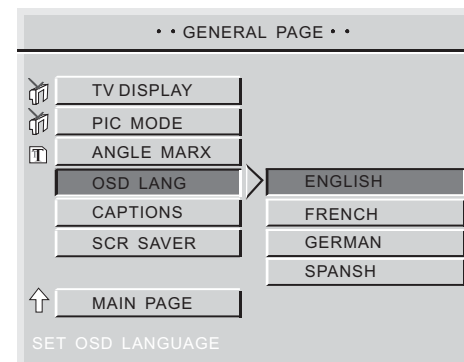 • • GENERAL PAGE • •
TV DISPLAY
PIC MODE
ANGLE MARX
OSD LANG
ENGLISH
CAPTIONS
FRENCH
SCR SAVER
GERMAN
SPANSH
MAIN PAGE
SET OSD LANGUAGE